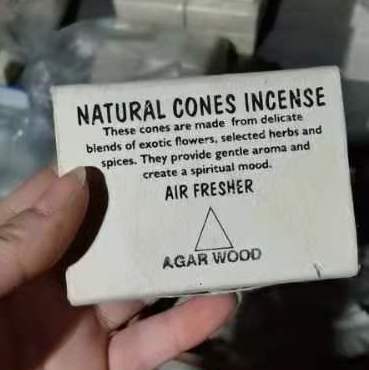 NATURAL CONES INCENSE
These cones are made from delicate
blends of exotic flowers, selected herbs and
spices. They provide gentle aroma and
create a spiritual mood.
AIR FRESHER
AGAR WOOD